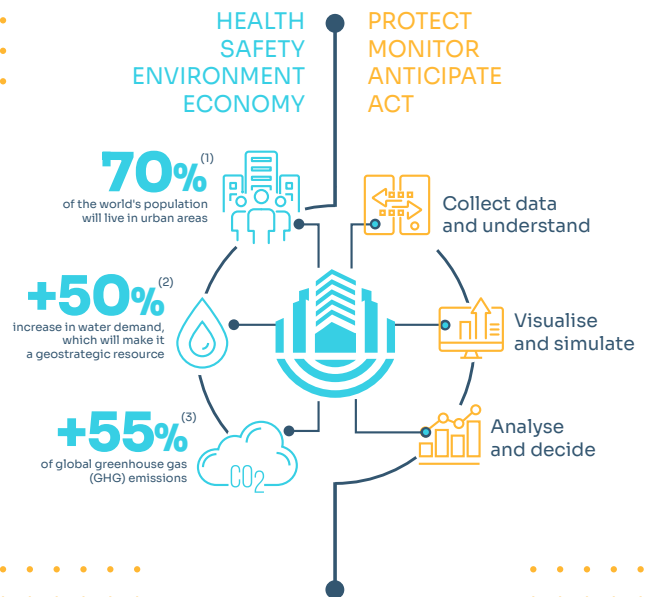 HEALTH
SAFETY
ENVIRONMENT
ECONOMY
PROTECT
MONITOR
ANTICIPATE
ACT
70% (1)
of the world's population
will live in urban areas
+50% (2)
increase in water demand,
which will make it
a geostrategic resource
+55% (3)
of global greenhouse gas
(GHG) emissions
CO2
Collect data
and understand
Visualise
and simulate
Analyse
and decide